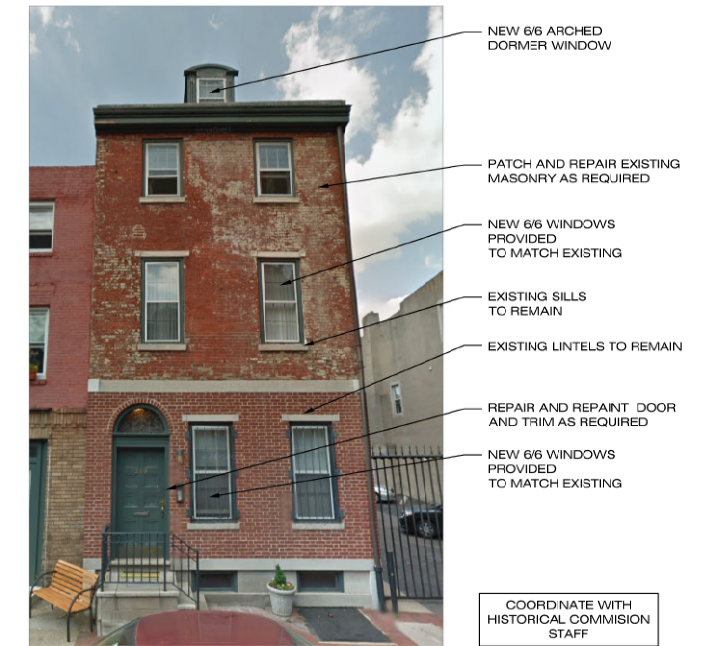 NEW 6/6 ARCHED
DORMER WINDOW
PATCH AND REPAIR EXISTING
MASONRY AS REQUIRED
NEW 6/6 WINDOWS
PROVIDED
TO MATCH EXISTING
EXISTING SILLS
TO REMAIN
EXISTING LINTELS TO REMAIN
REPAIR AND REPAINT DOOR
AND TRIM AS REQUIRED
NEW 6/6 WINDOWS
PROVIDED
TO MATCH EXISTING
COORDINATE WITH
HISTORICAL COMMISION
STAFF